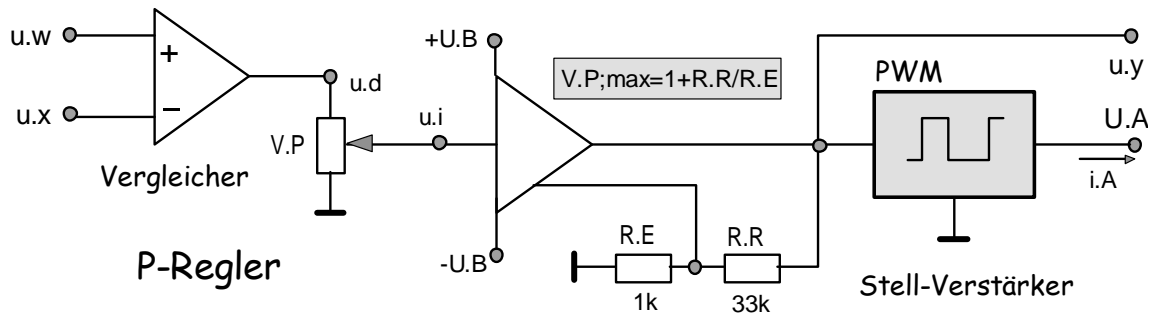 u.w
u.x
+
−
Vergleicher
P-Regler
u.d
V.P
u.i
+U.B
-U.B
V.P;max=1+R.R/R.E
R.E
1k
R.R
33k
PWM
Stell-Verstärker
u.y
U.A
i.A